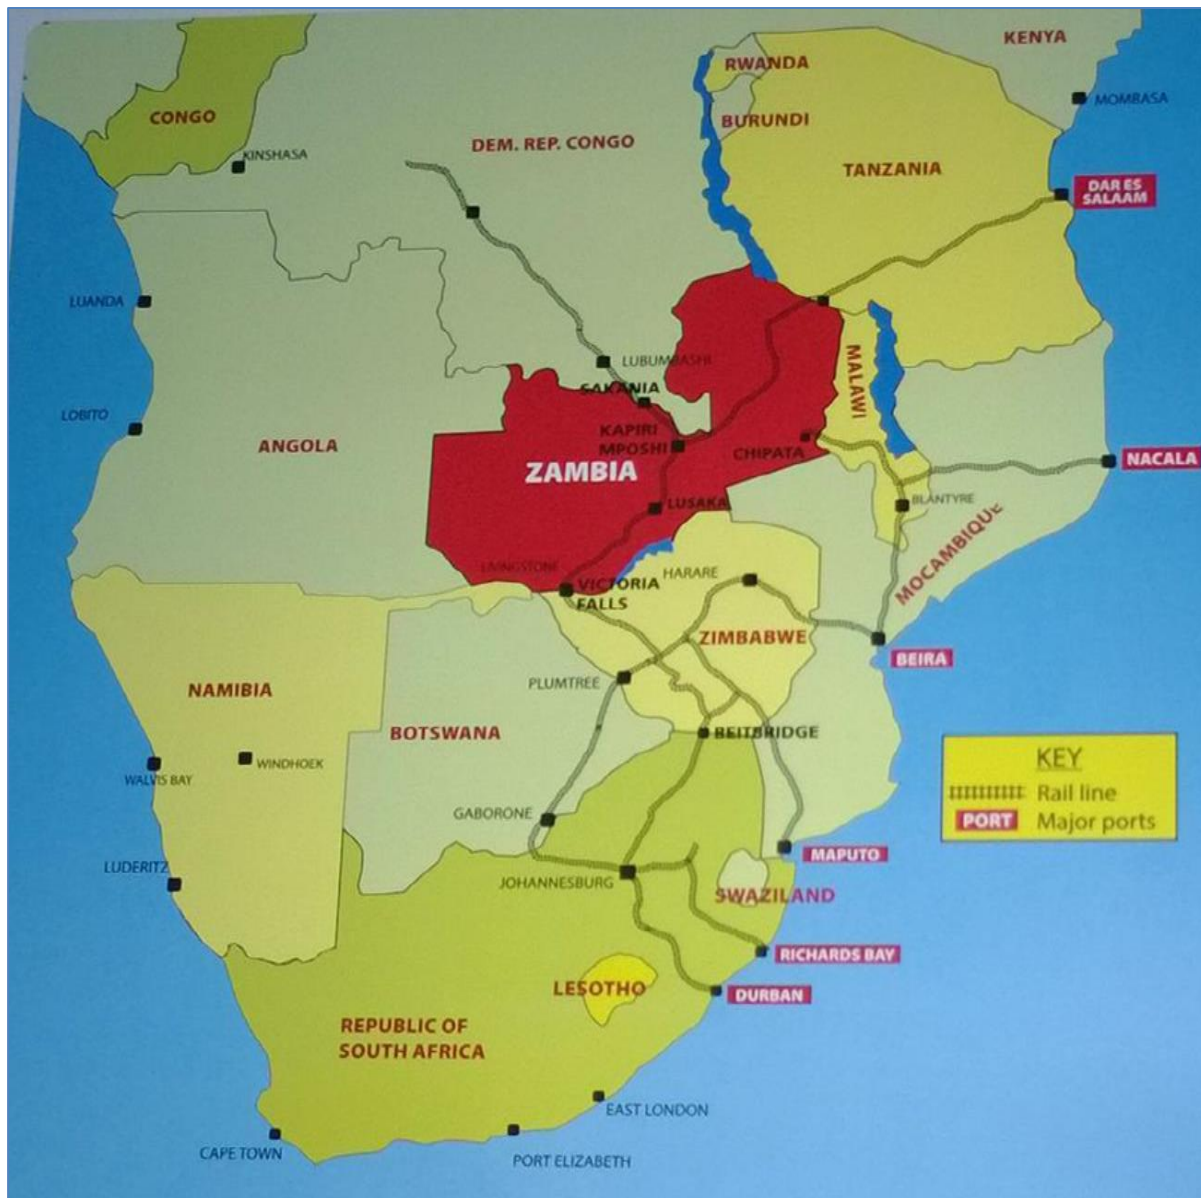 KENYA
RWANDA
MOMBASA
CONGO
BURUNDI
DEM. REP. CONGO
KINSHASA
TANZANIA
DAR ES
SALAAM
LUANDA
LUBUMBASHI
MALAWI
SAKANIA
LOBITO
KAPIRI
MPOSHI
ANGOLA
CHIPATA
NACALA
ZAMBIA
LUSAKA
BLANTYRE
MOCAMBIQUE
LIVINGSTONE
VICTORIA
FALLS
HARARE
ZIMBABWE
BEIRA
PLUMTREE
NAMIBIA
BOTSWANA
BEITBRIDGE
WINDHOEK
WALVIS BAY
KEY
Rail line
PORT Major ports
GABORONE
MAPUTO
LUDERITZ
JOHANNESBURG
SWAZILAND
RICHARDS BAY
LESOTHO
DURBAN
REPUBLIC OF
SOUTH AFRICA
EAST LONDON
CAPE TOWN
PORT ELIZABETH